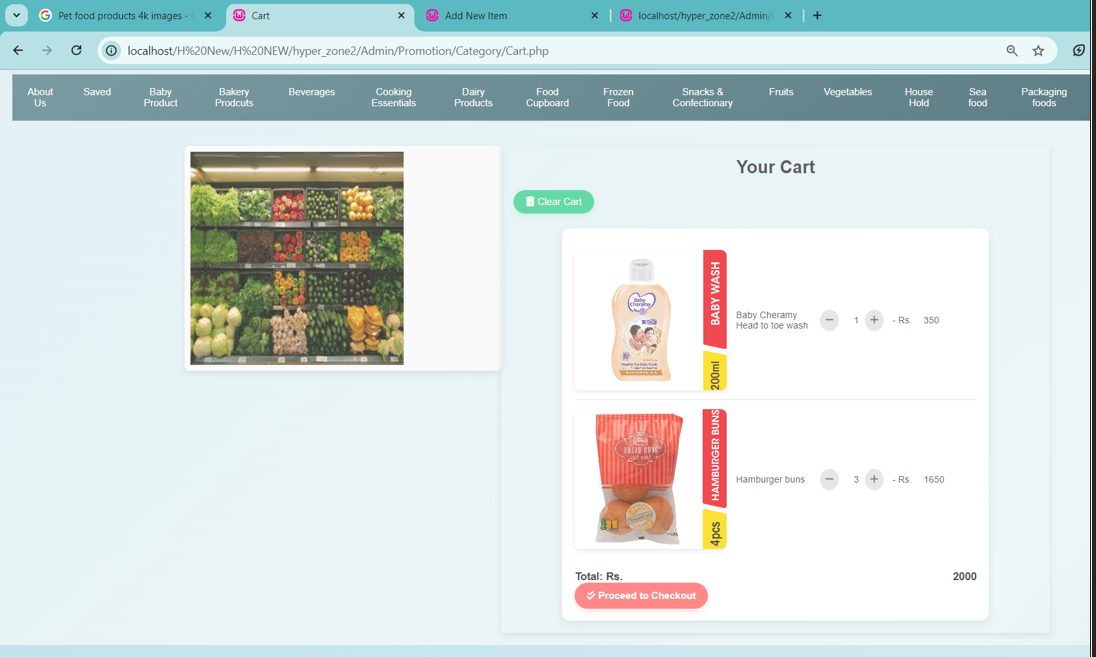 Pet food products 4k images -
Cart
Add New Item
localhost/hyper_zone2/Admin/
localhost/H%20New/H%20NEW/hyper_zone2/Admin/Promotion/Category/Cart.php
About
Us
Saved
Baby
Product
Bakery
Prodcuts
Beverages
Cooking
Essentials
Dairy
Products
Food
Cupboard
Frozen
Food
Snacks &
Confectionary
Fruits
Vegetables
House
Hold
Sea
food
Packaging
foods
Your Cart
Clear Cart
Baby
Cheramy
BABY WASH
200ml
Baby Cheramy
Head to toe wash
1
- Rs. 350
HAMBURGER BUNS
4pcs
Hamburger buns
3
- Rs. 1650
Total: Rs. 2000
Proceed to Checkout